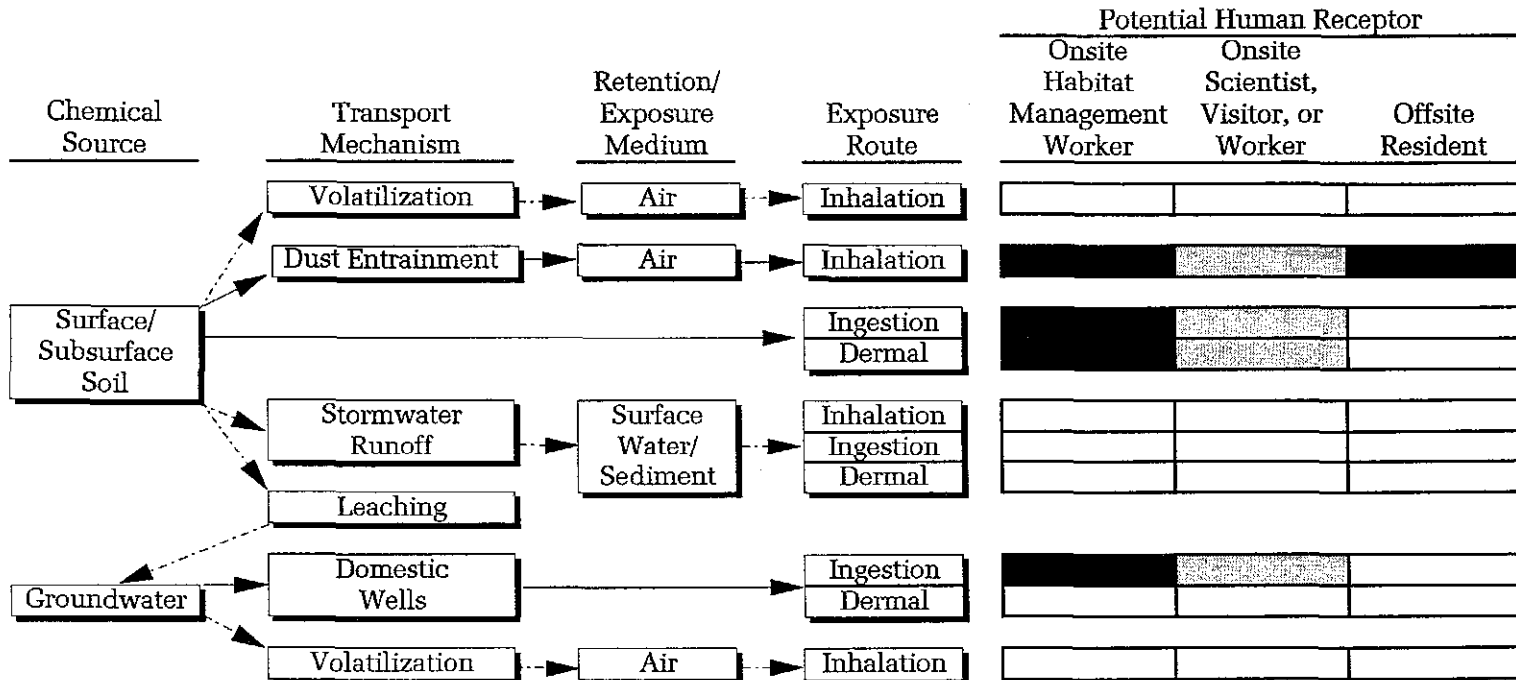 Potential Human Receptor
Chemical
Source
Transport
Mechanism
Retention/
Exposure
Medium
Exposure
Route
Onsite
Habitat
Management
Worker
Onsite
Scientist,
Visitor, or
Worker
Offsite
Resident
Volatilization
Air
Inhalation
Dust Entrainment
Air
Inhalation
Surface/
Subsurface
Soil
Ingestion
Dermal
Stormwater
Runoff
Surface
Water/
Sediment
Inhalation
Ingestion
Dermal
Leaching
Groundwater
Domestic
Wells
Ingestion
Dermal
Volatilization
Air
Inhalation